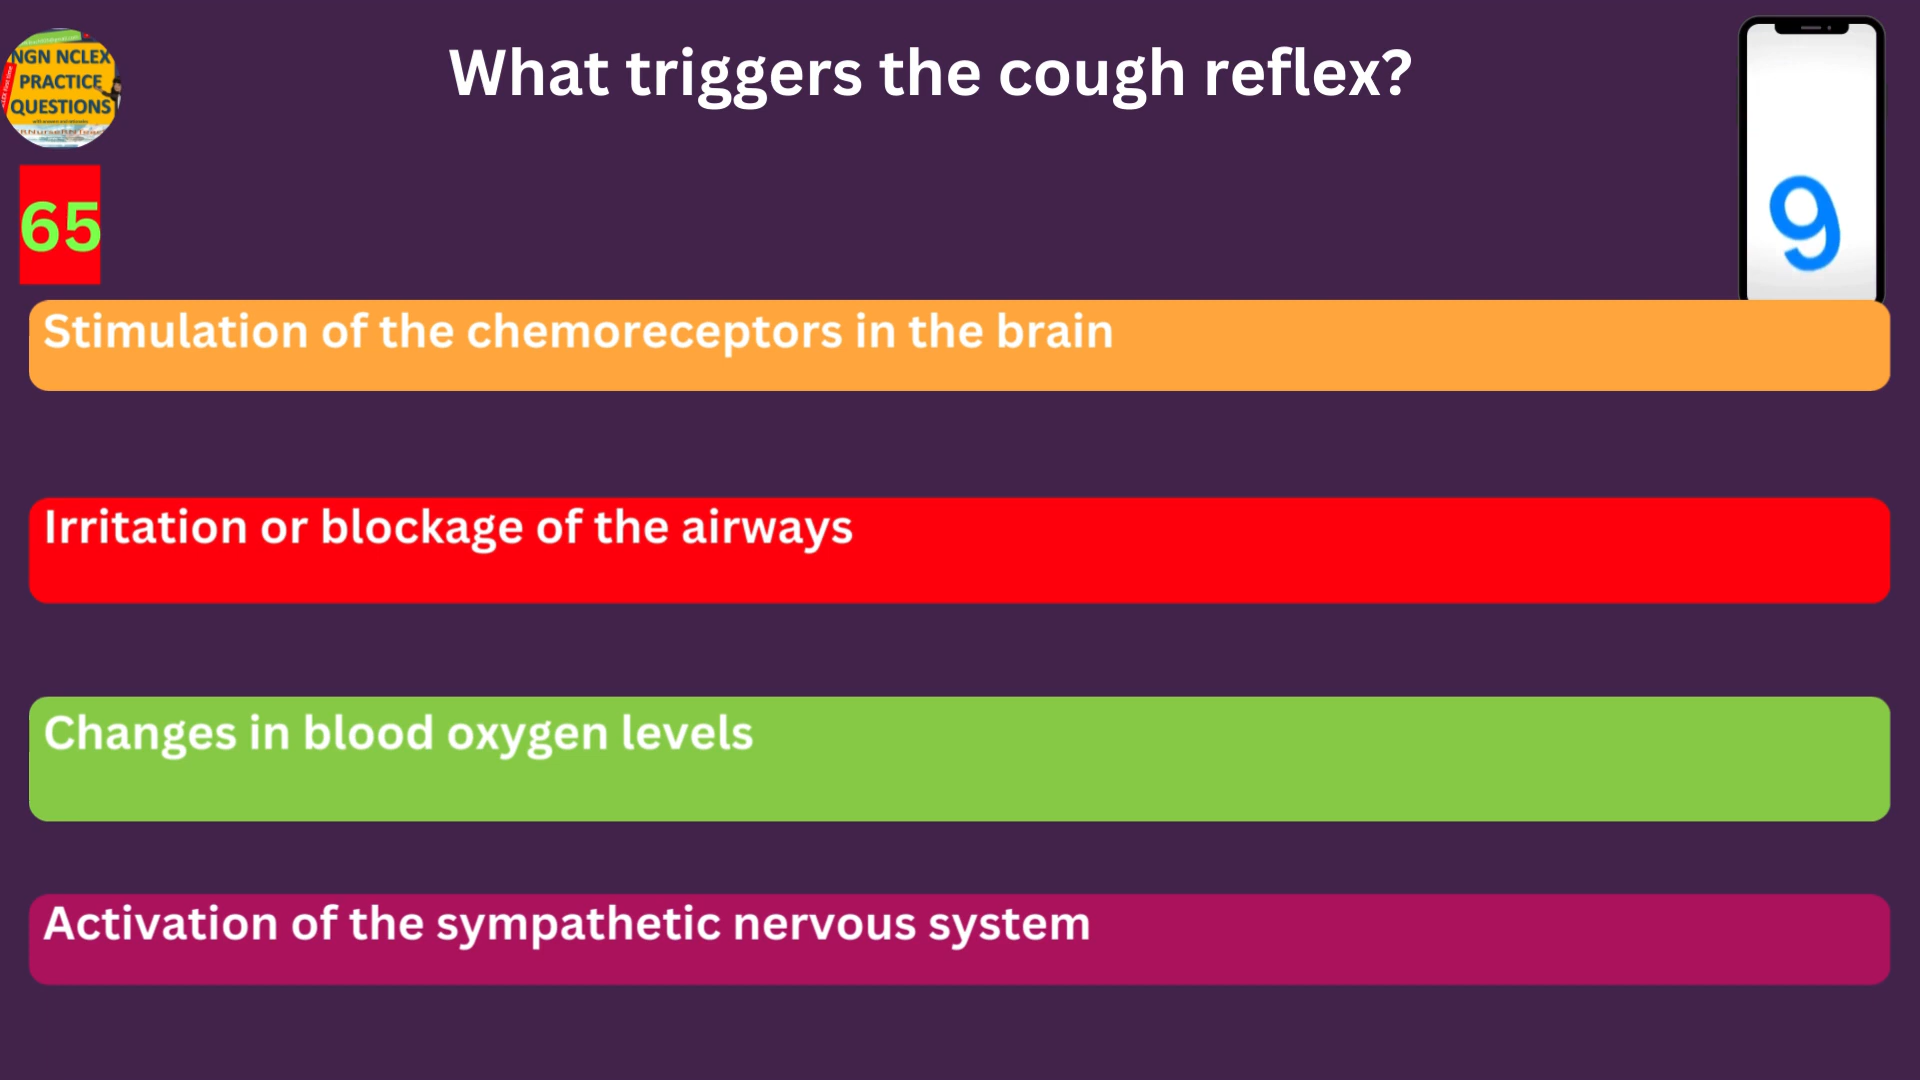 What triggers the cough reflex?
NGN NCLEX
PRACTICE
QUESTIONS
65
9
Stimulation of the chemoreceptors in the brain
Irritation or blockage of the airways
Changes in blood oxygen levels
Activation of the sympathetic nervous system